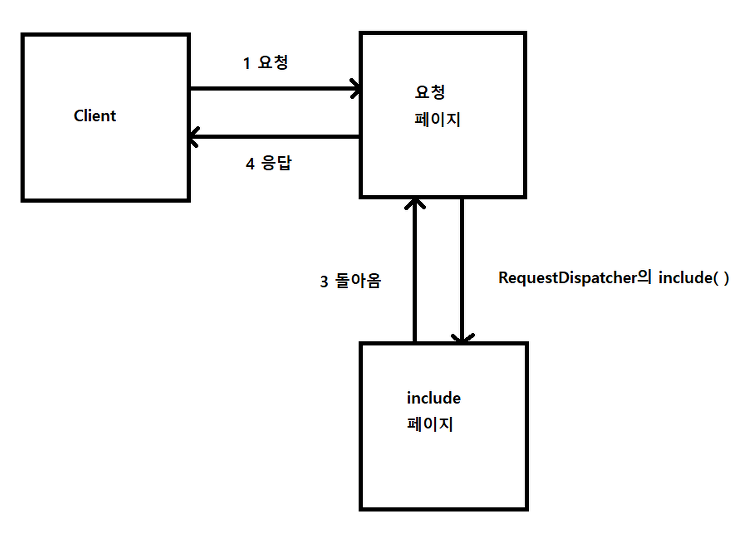 1 요청
Client
요청
페이지
4 응답
3 돌아옴
RequestDispatcher의 include( )
include
페이지